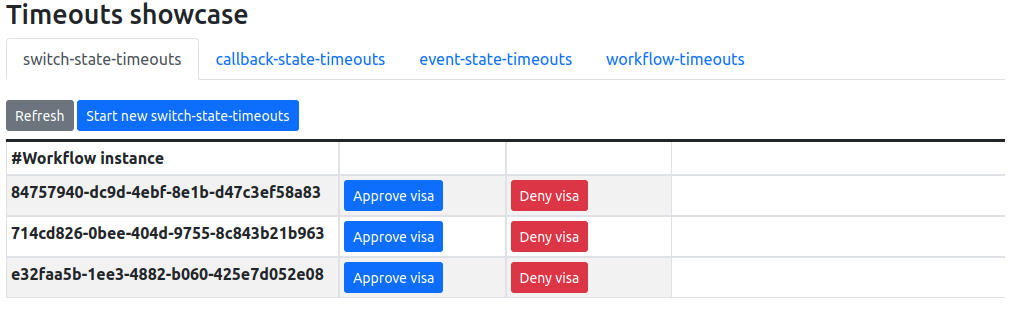 Timeouts showcase
switch-state-timeouts callback-state-timeouts event-state-timeouts workflow-timeouts
Refresh Start new switch-state-timeouts
#Workflow instance
84757940-dc9d-4ebf-8e1b-d47c3ef58a83 Approve visa Deny visa
714cd826-0bee-404d-9755-8c843b21b963 Approve visa Deny visa
e32faa5b-1ee3-4882-b060-425e7d052e08 Approve visa Deny visa